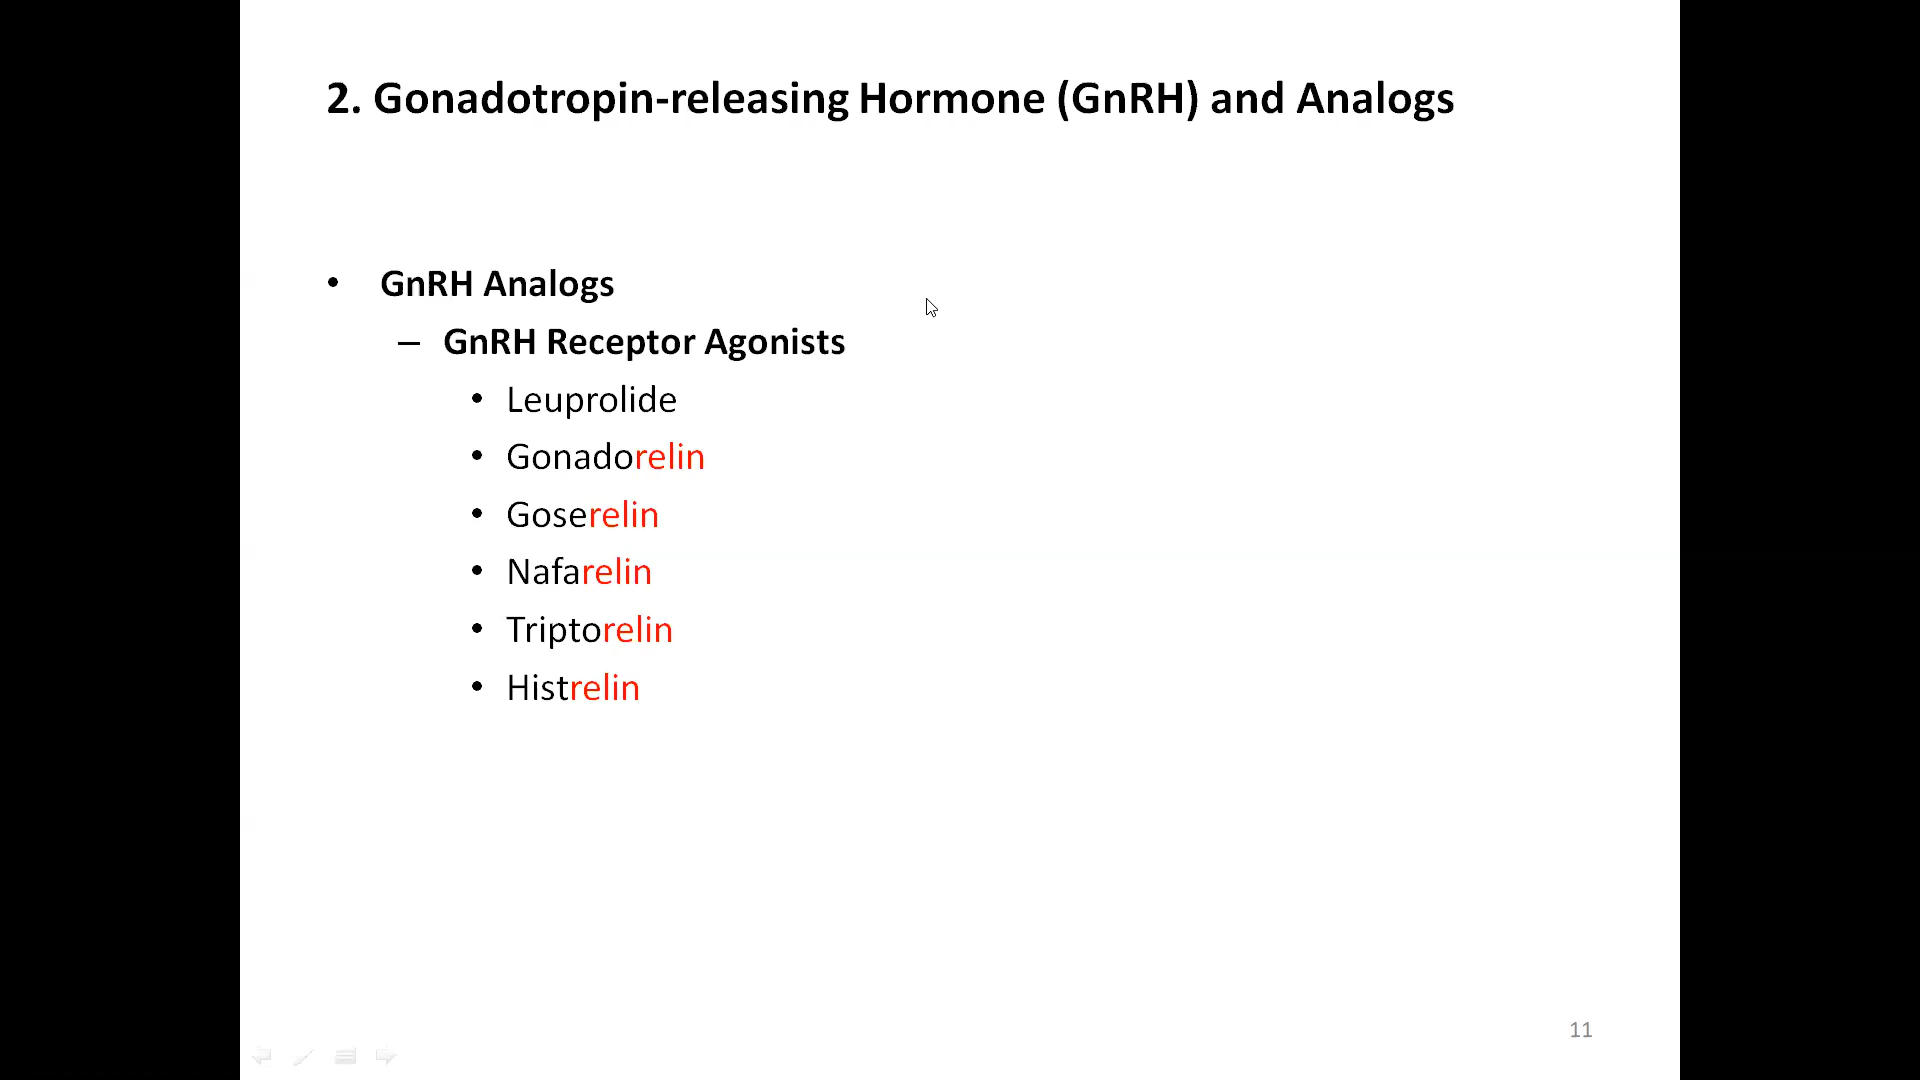 2. Gonadotropin-releasing Hormone (GnRH) and Analogs
• GnRH Analogs
– GnRH Receptor Agonists
• Leuprolide
• Gonadorelin
• Goserelin
• Nafarelin
• Triptorelin
• Histrelin
11